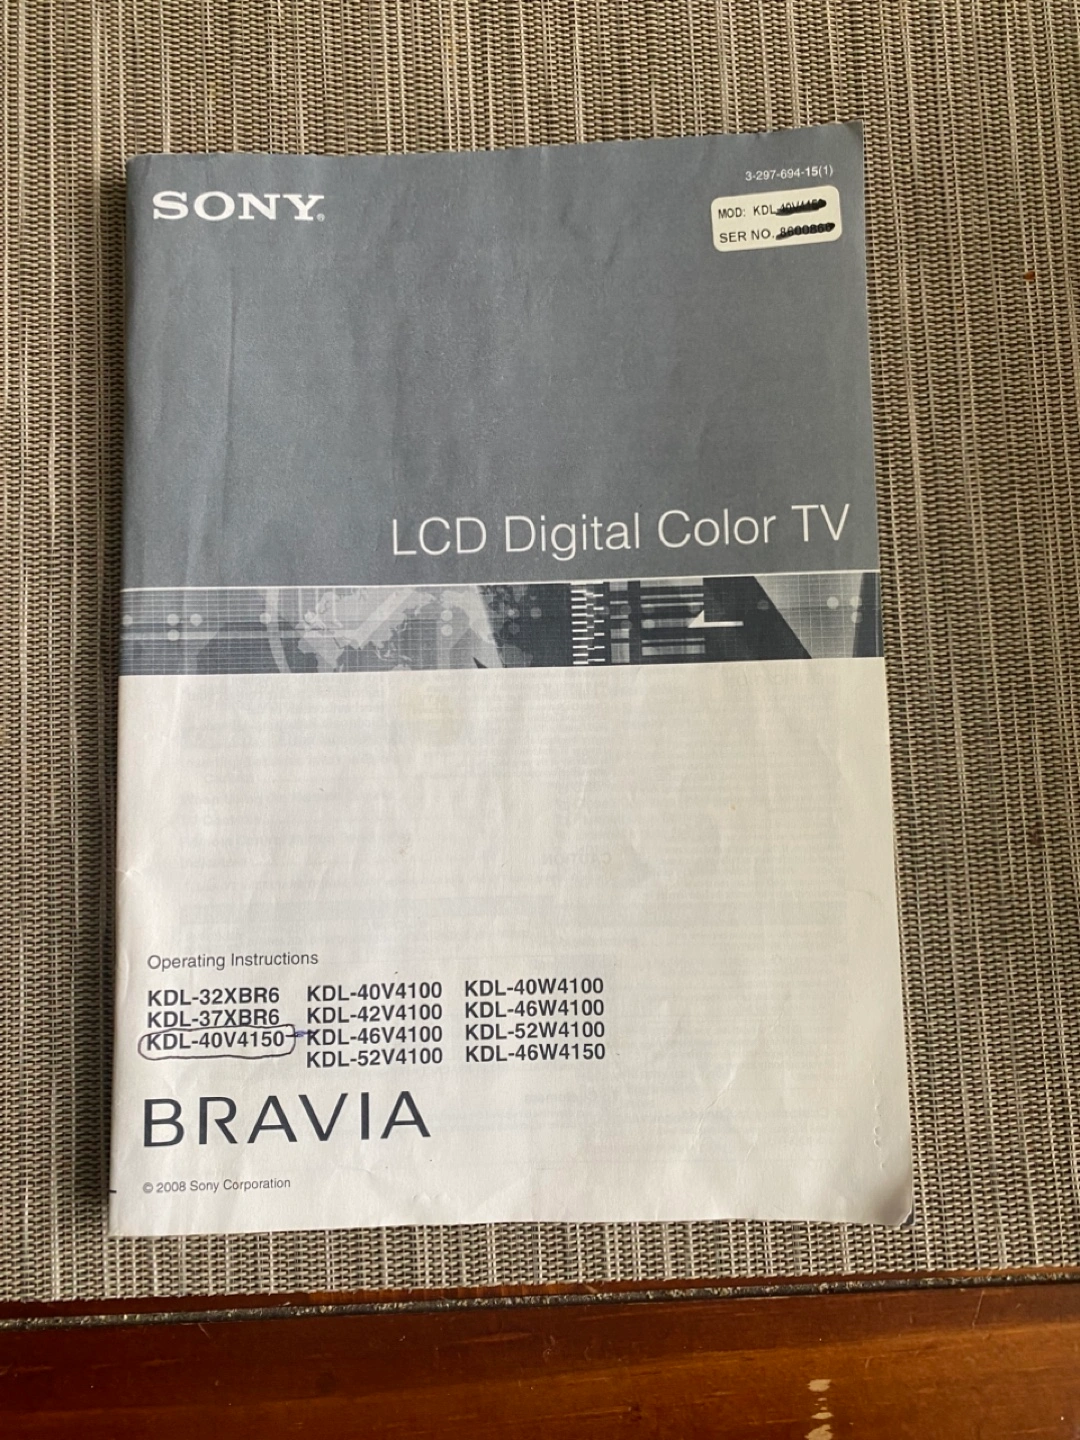 SONY®
3-297-694-15(1)
MOD: KDL
SER NO.
LCD Digital Color TV
Operating Instructions
KDL-32XBR6 KDL-40V4100 KDL-40W4100
KDL-37XBR6 KDL-42V4100 KDL-46W4100
KDL-40V4150 KDL-46V4100 KDL-52W4100
KDL-52V4100 KDL-46W4150
BRAVIA
© 2008 Sony Corporation